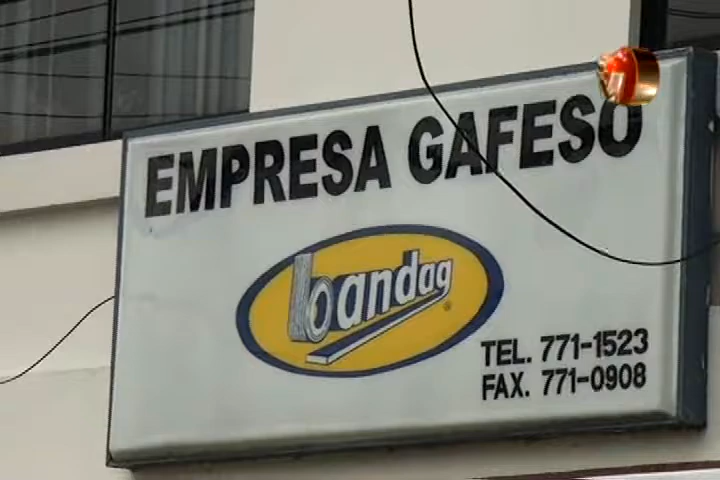 EMPRESA GAFESO
bandag
TEL. 771-1523
FAX. 771-0908